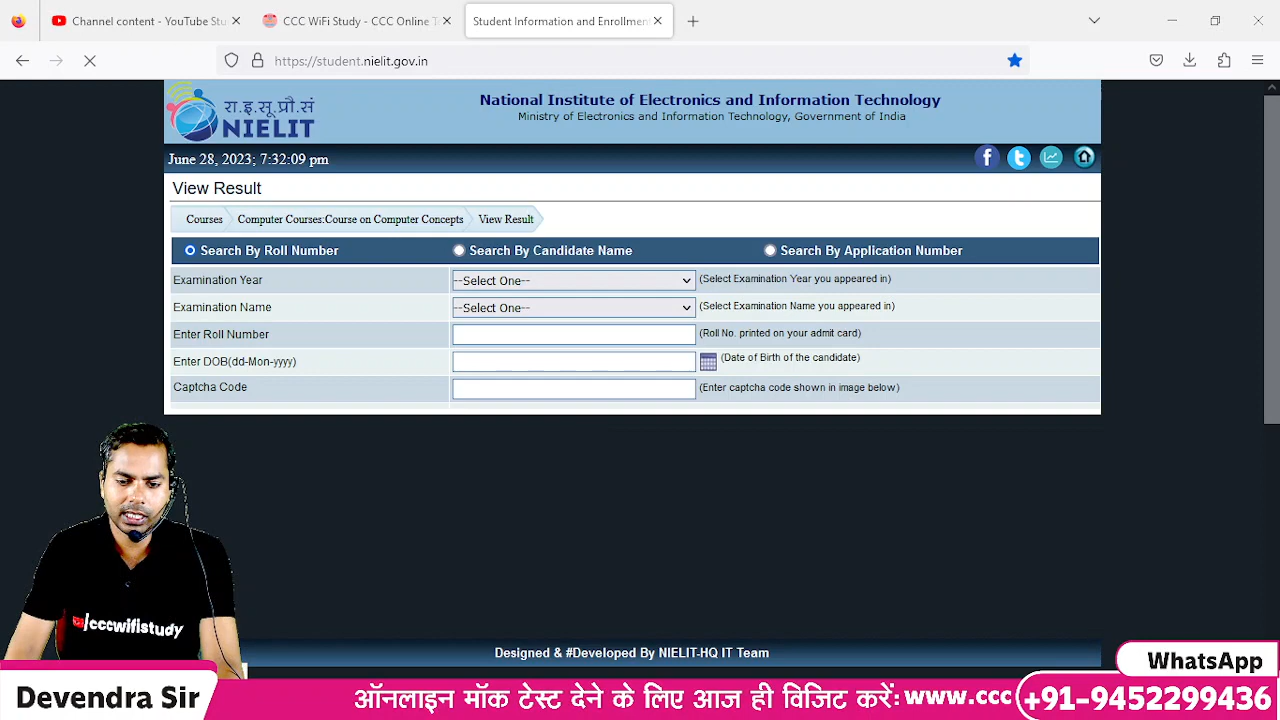 Channel content - YouTube Stu
CCC WiFi Study - CCC Online T
Student Information and Enrollmen
https://student.nielit.gov.in
रा.इ.सू.प्रौ.सं
NIELIT
National Institute of Electronics and Information Technology
Ministry of Electronics and Information Technology, Government of India
June 28, 2023; 7:32:09 pm
View Result
Courses
Computer Courses:Course on Computer Concepts
View Result
Search By Roll Number
Search By Candidate Name
Search By Application Number
Examination Year
--Select One--
(Select Examination Year you appeared in)
Examination Name
--Select One--
(Select Examination Name you appeared in)
Enter Roll Number
(Roll No. printed on your admit card)
Enter DOB(dd-Mon-yyyy)
(Date of Birth of the candidate)
Captcha Code
(Enter captcha code shown in image below)
/cccwifistudy
Designed & #Developed By NIELIT-HQ IT Team
WhatsApp
Devendra Sir
ऑनलाइन मॉक टेस्ट देने के लिए आज ही विजिट करें: www.ccc
+91-9452299436